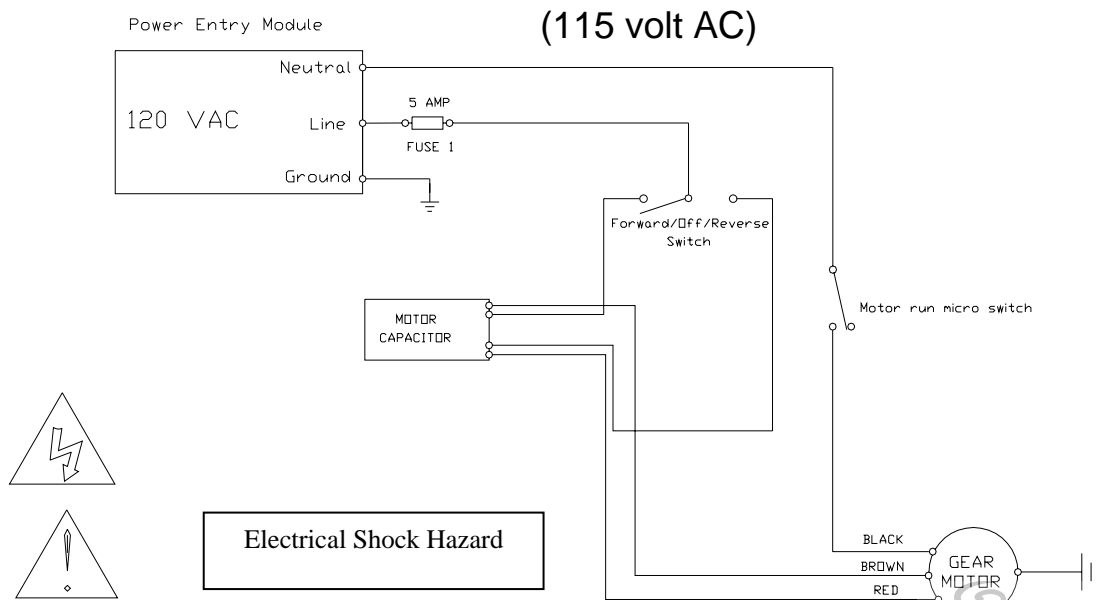 (115 volt AC)
Power Entry Module
Neutral
120 VAC
Line
Ground
5 AMP
FUSE 1
Forward/Off/Reverse
Switch
Motor run micro switch
MOTOR
CAPACITOR
Electrical Shock Hazard
BLACK
BROWN
RED
GEAR
MOTOR